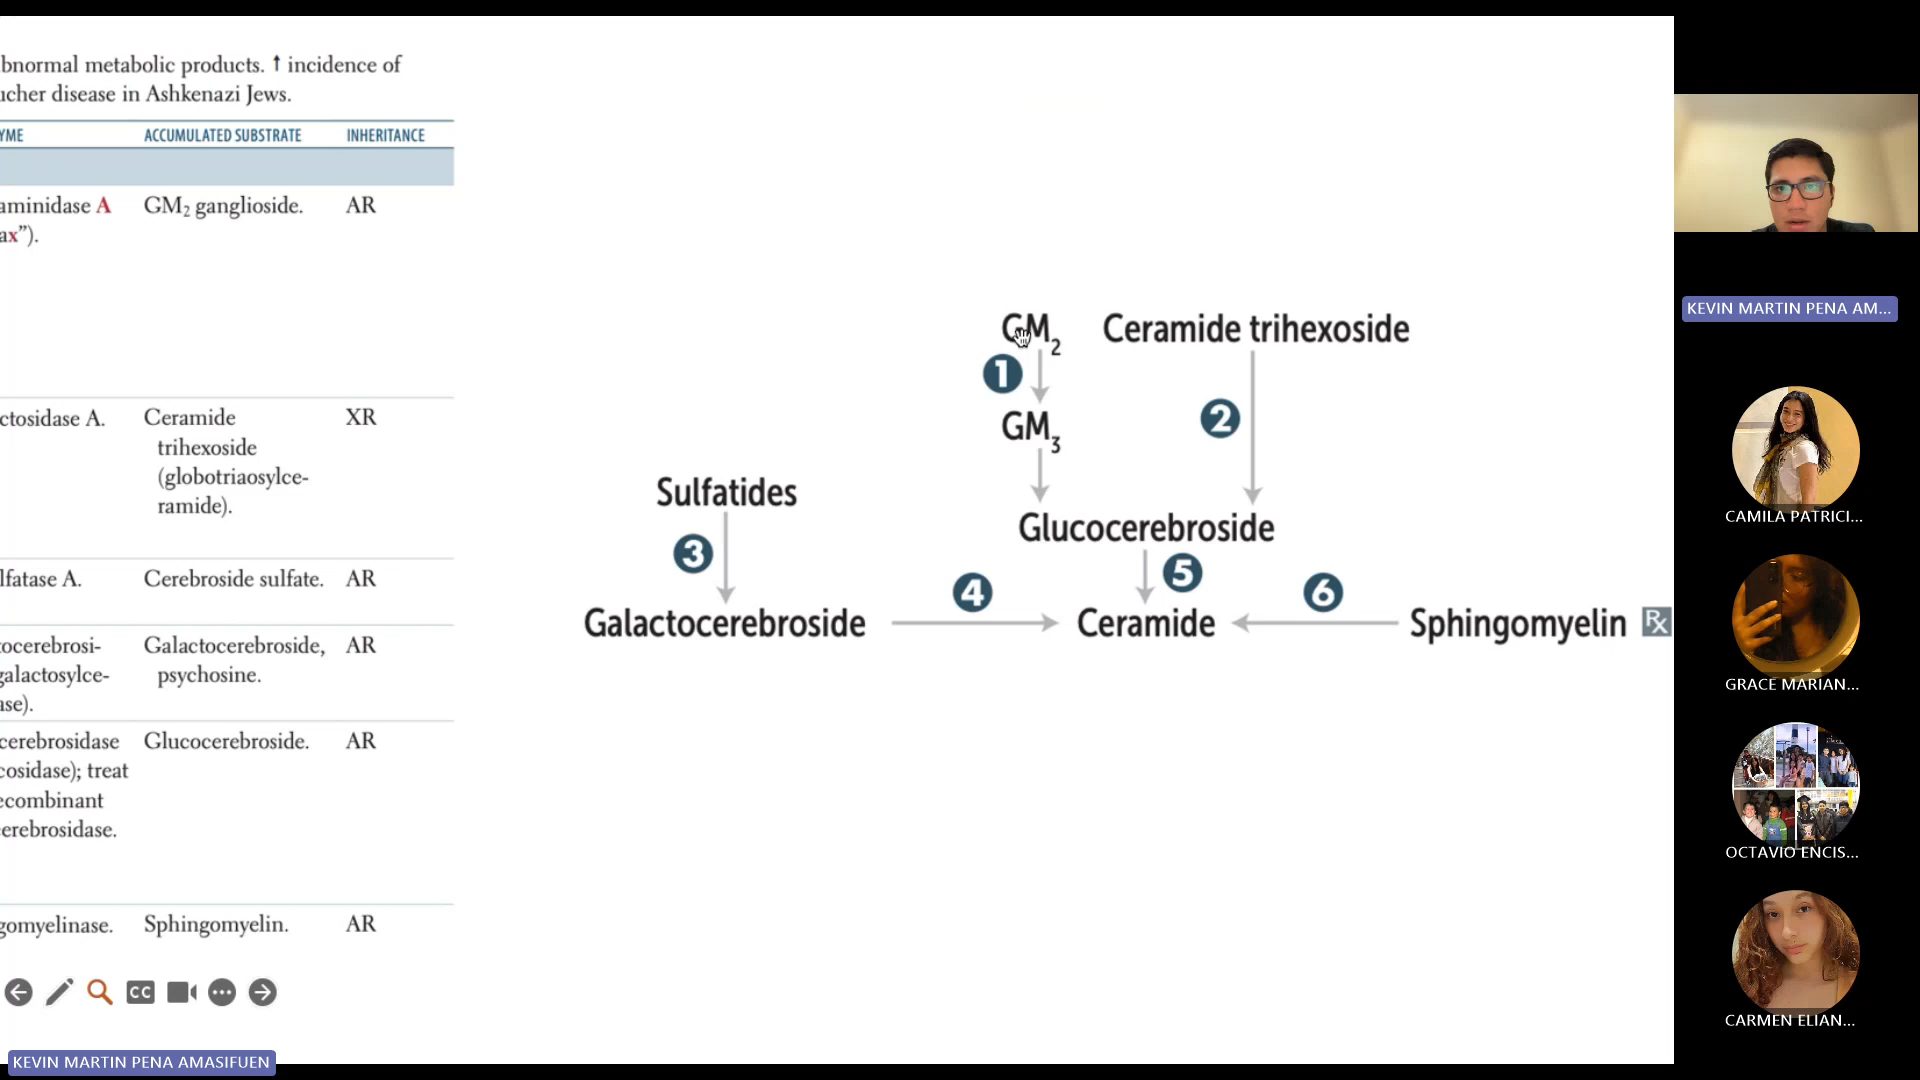 bnormal metabolic products. ↑ incidence of
ucher disease in Ashkenazi Jews.
YME ACCUMULATED SUBSTRATE INHERITANCE
aminidase A GM2 ganglioside. AR
ax”).
ctosidase A. Ceramide XR
trihexoside
(globotriaosylce-
ramide).
lfatase A. Cerebroside sulfate. AR
tocerebrosi- Galactocerebroside, AR
galactosylce- psychosine.
ase).
cerebrosidase Glucocerebroside. AR
cosidase); treat
ecombinant
erebrosidase.
gomyelinase. Sphingomyelin. AR
GM2 Ceramide trihexoside
1
2
GM3
Sulfatides
Glucocerebroside
3
5
4
6
Galactocerebroside Ceramide Sphingomyelin Rx
CC
KEVIN MARTIN PENA AMASIFUEN
KEVIN MARTIN PENA AM...
CAMILA PATRICI...
GRACE MARIAN...
OCTAVIO ENCIS...
CARMEN ELIAN...